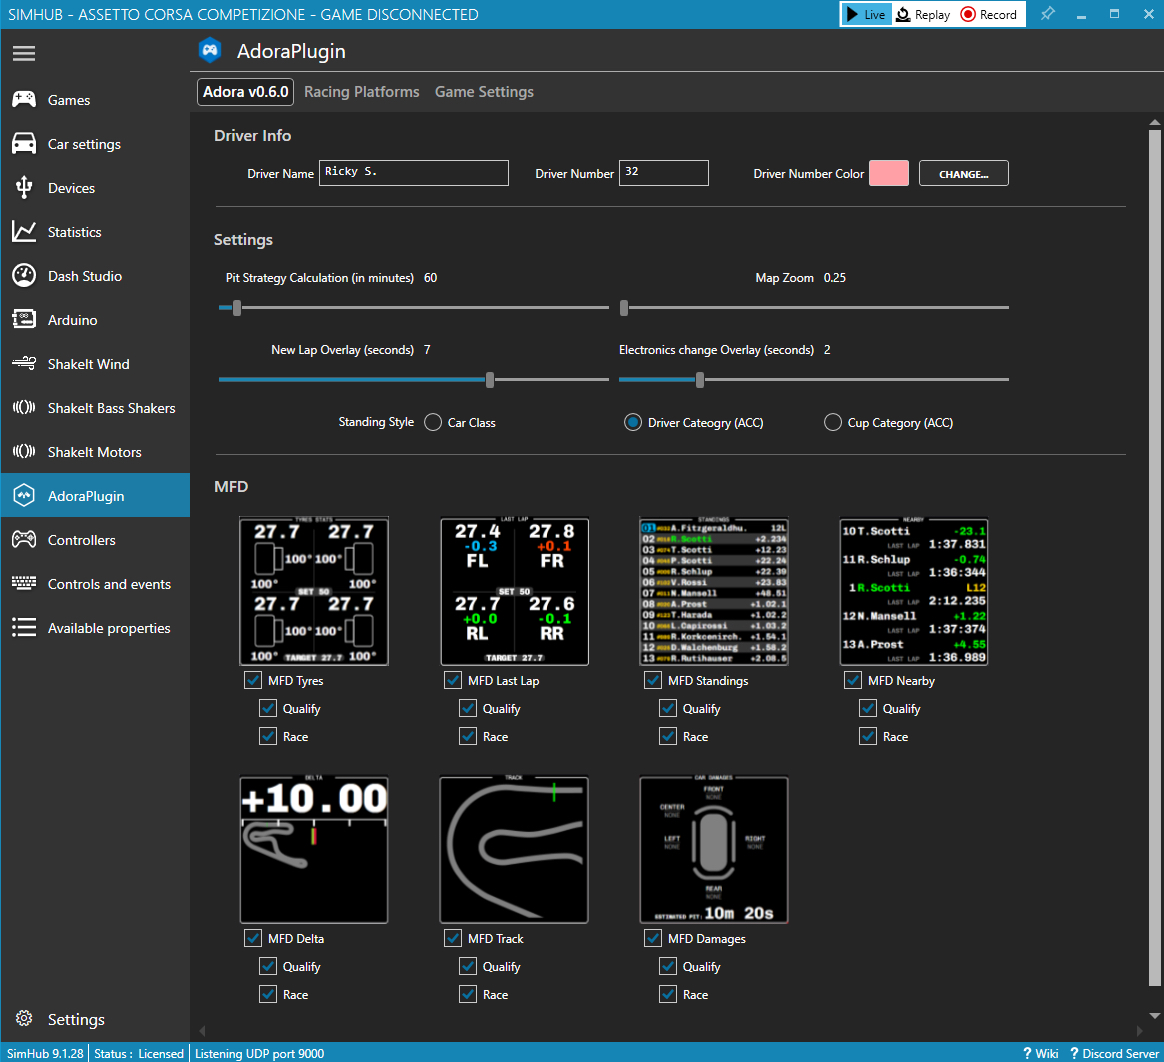 SIMHUB - ASSETTO CORSA COMPETIZIONE - GAME DISCONNECTED
Live Replay Record
AdoraPlugin
Adora v0.6.0 Racing Platforms Game Settings
Games
Car settings
Devices
Statistics
Dash Studio
Arduino
ShakeIt Wind
ShakeIt Bass Shakers
ShakeIt Motors
AdoraPlugin
Controllers
Controls and events
Available properties
Settings
Driver Info
Driver Name Ricky S. Driver Number 32 Driver Number Color CHANGE...
Settings
Pit Strategy Calculation (in minutes) 60 Map Zoom 0.25
New Lap Overlay (seconds) 7 Electronics change Overlay (seconds) 2
Standing Style Car Class Driver Cateogry (ACC) Cup Category (ACC)
MFD
TYRES STATS
27.7 27.7
100° 100°
100° 100°
SET 50
27.7 27.7
100° 100°
100° TARGET 27.7 100°
LAST LAP
27.4 27.8
-0.3 +0.1
FL FR
SET 50
27.7 27.6
+0.0 -0.1
RL RR
TARGET 27.7
STANDINGS
01 A.Fitzgeraldhu. 12L
02 R.Scotti +2.234
03 T.Scotti +12.23
04 P.Scotti +22.24
05 R.Schlup +22.39
06 V.Rossi +23.83
07 N.Mansell +48.51
08 A.Prost +1.02.1
09 T.Harada +1.02.2
10 L.Capirossi +1.03.2
11 R.Korkcenirch. +1.54.1
12 D.Walchenburg +1.58.2
13 R.Rutihauser +2.08.5
NEARBY
10 T.Scotti -23.1
LAST LAP 1:37.831
11 R.Schlup -0.74
LAST LAP 1:36:344
1 R.Scotti L12
LAST LAP 2:12.235
12 N.Mansell +1.22
LAST LAP 1:37:374
13 A.Prost +4.55
LAST LAP 1:36.989
MFD Tyres MFD Last Lap MFD Standings MFD Nearby
Qualify Qualify Qualify Qualify
Race Race Race Race
DELTA
+10.00
TRACK
CAR DAMAGES
FRONT
NONE
CENTER
NONE
LEFT RIGHT
NONE NONE
REAR
NONE
ESTIMATED PIT: 10m 20s
MFD Delta MFD Track MFD Damages
Qualify Qualify Qualify
Race Race Race
SimHub 9.1.28 Status : Licensed Listening UDP port 9000 ? Wiki ? Discord Server